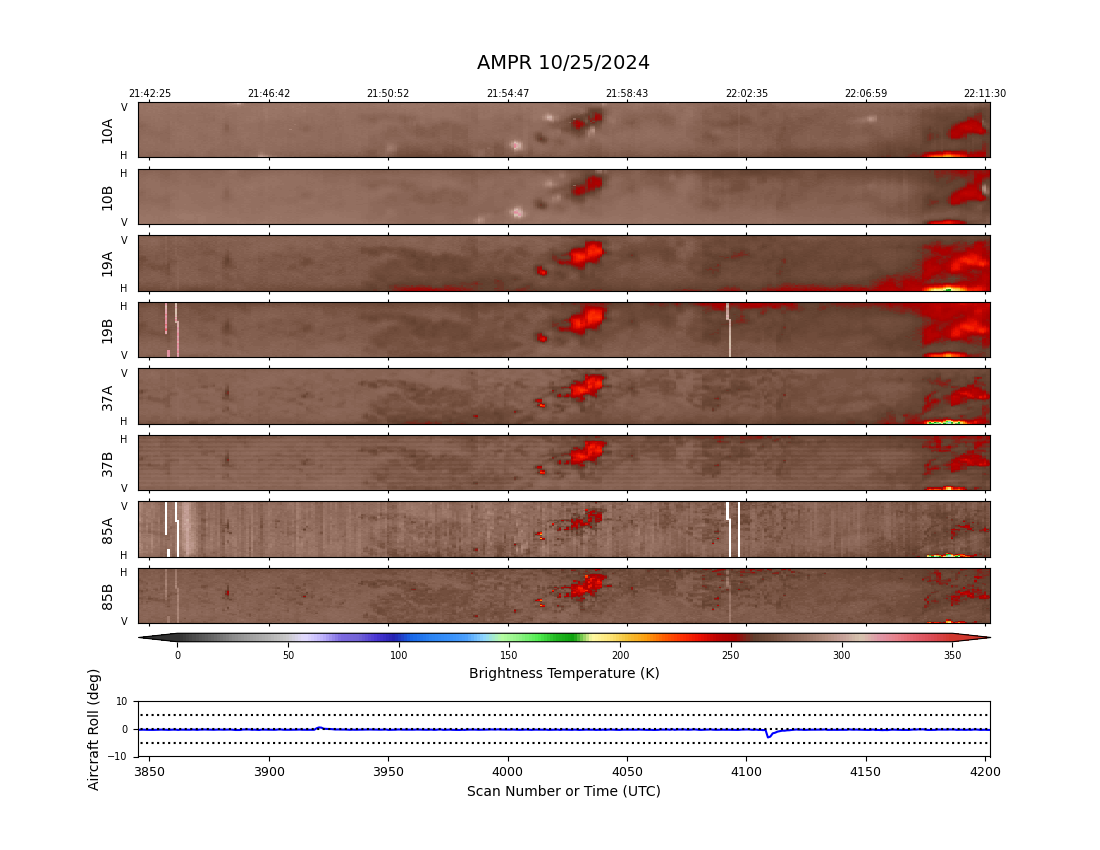 AMPR 10/25/2024
21:42:25 21:46:42 21:50:52 21:54:47 21:58:43 22:02:35 22:06:59 22:11:30
V
10A
H
H
10B
V
V
19A
H
H
19B
V
V
37A
H
H
37B
V
V
85A
H
H
85B
V
0 50 100 150 200 250 300 350
Brightness Temperature (K)
Aircraft Roll (deg)
10
0
−10
3850 3900 3950 4000 4050 4100 4150 4200
Scan Number or Time (UTC)